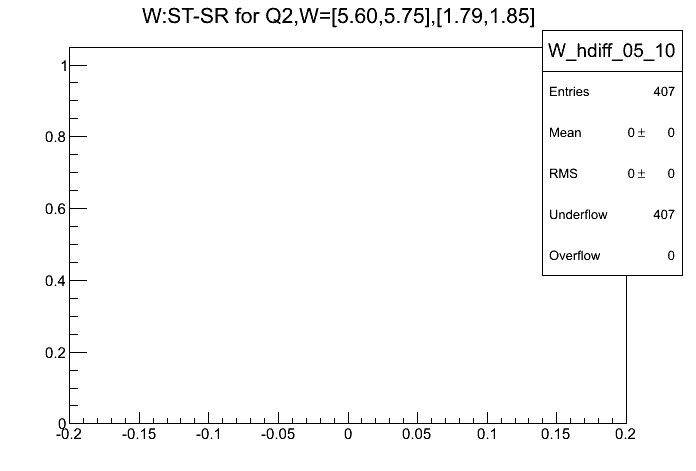 W:ST-SR for Q2,W=[5.60,5.75],[1.79,1.85]
W_hdiff_05_10
Entries 407
Mean 0 ± 0
RMS 0 ± 0
Underflow 407
Overflow 0
1
0.8
0.6
0.4
0.2
0
-0.2 -0.15 -0.1 -0.05 0 0.05 0.1 0.15 0.2